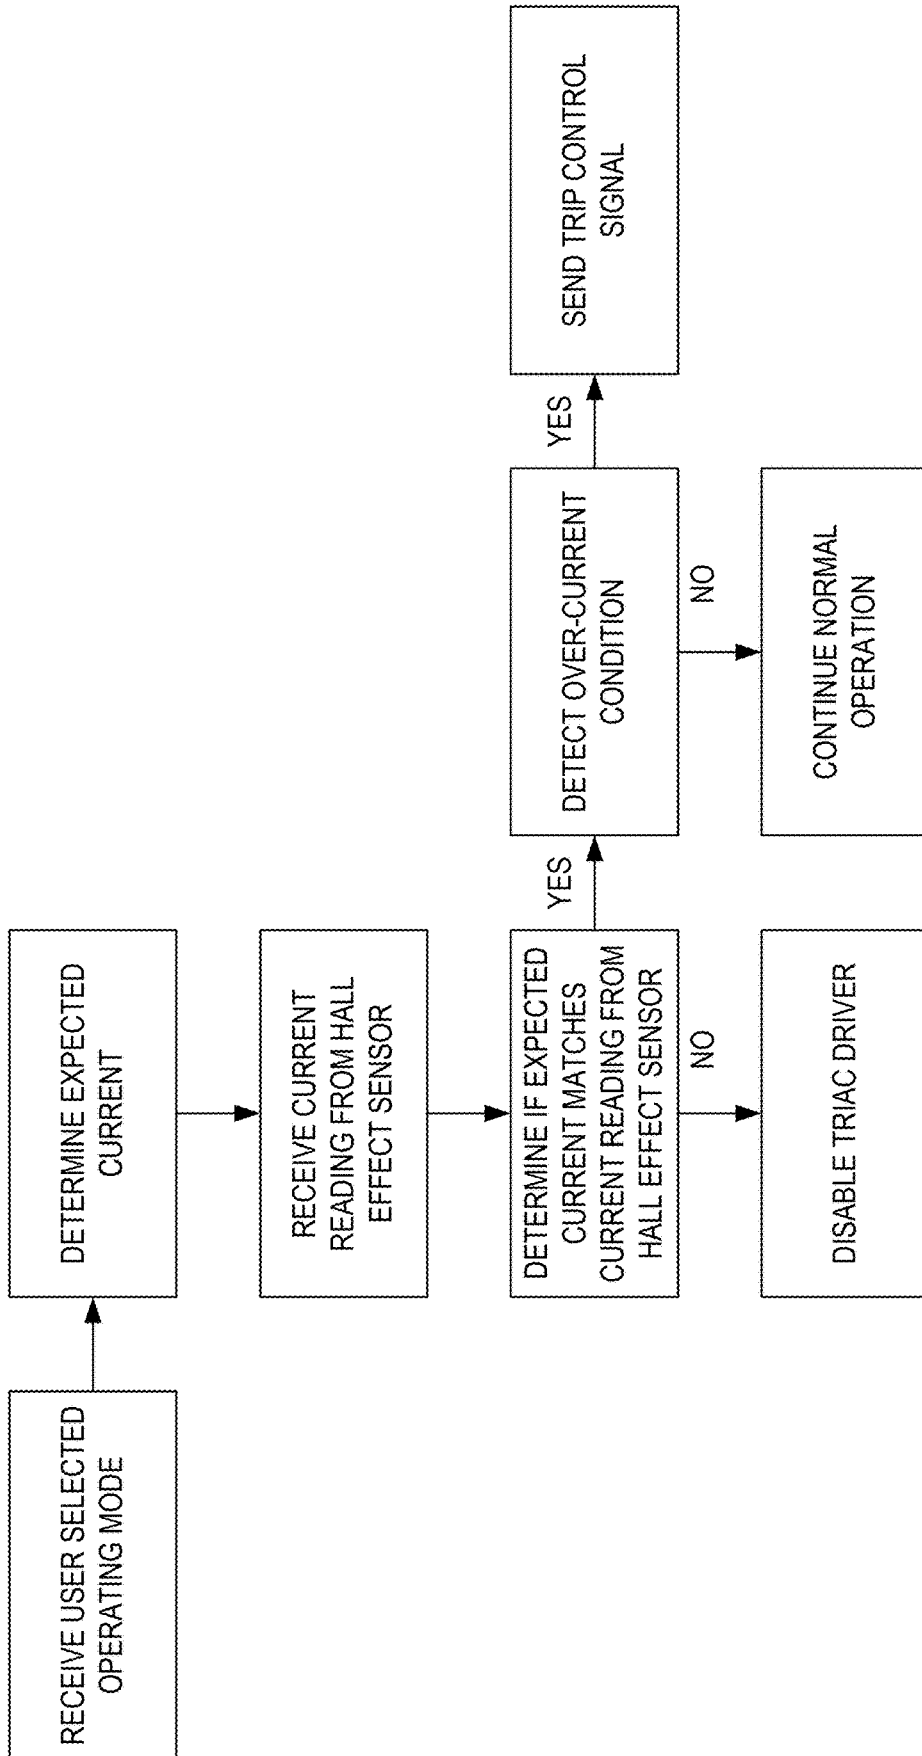 RECEIVE USER SELECTED
OPERATING MODE
DETERMINE EXPECTED
CURRENT
RECEIVE CURRENT
READING FROM HALL
EFFECT SENSOR
DETERMINE IF EXPECTED
CURRENT MATCHES
CURRENT READING FROM
HALL EFFECT SENSOR
YES
NO
DISABLE TRIAC DRIVER
DETECT OVER-CURRENT
CONDITION
YES
NO
CONTINUE NORMAL
OPERATION
SEND TRIP CONTROL
SIGNAL